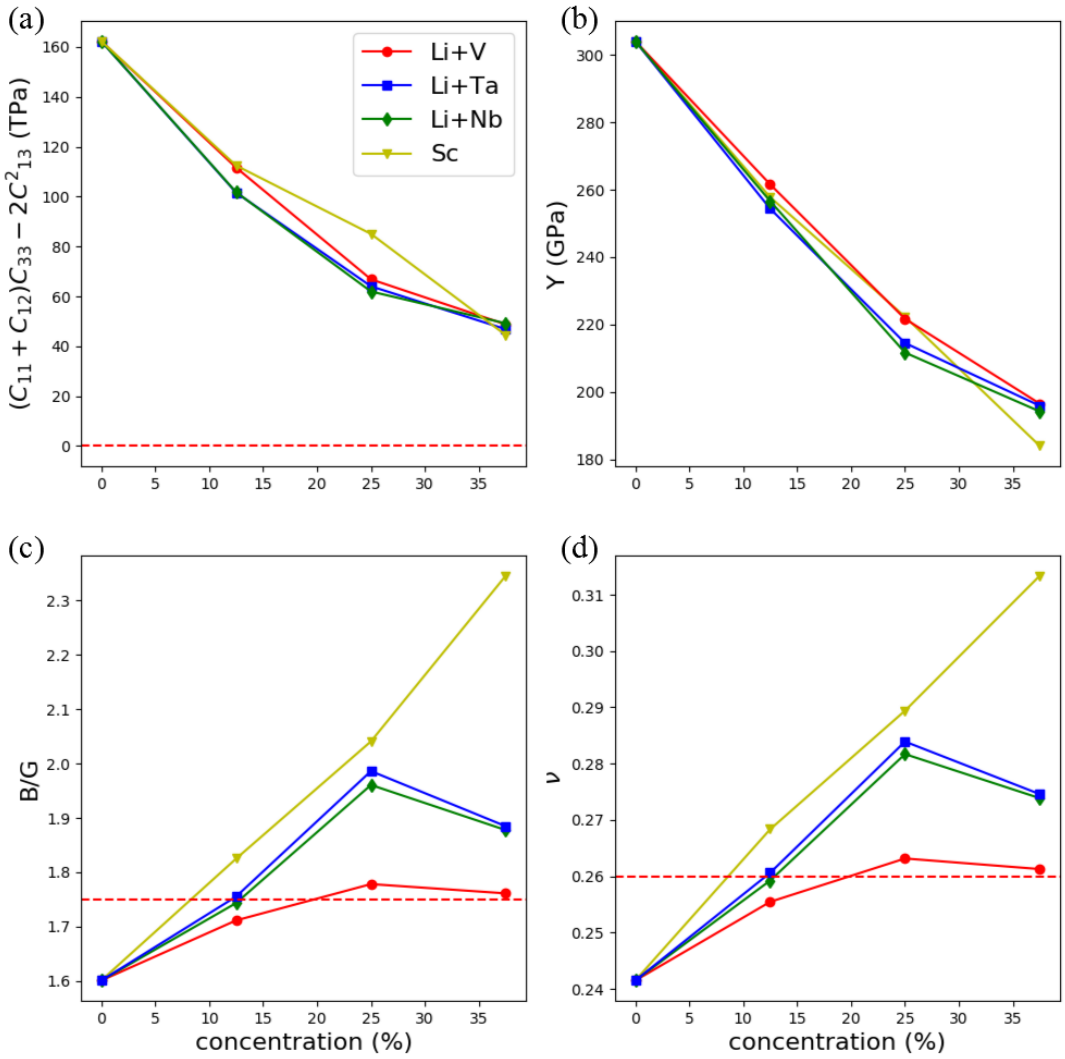 (a)
(b)
160
140
120
100
80
60
40
20
0
(C₁₁ + C₁₂)C₃₃ − 2C²₁₃ (TPa)
Li+V
Li+Ta
Li+Nb
Sc
0 5 10 15 20 25 30 35
300
280
260
240
220
200
180
Y (GPa)
0 5 10 15 20 25 30 35
(c)
(d)
2.3
2.2
2.1
2.0
1.9
1.8
1.7
1.6
B/G
0 5 10 15 20 25 30 35
concentration (%)
0.31
0.30
0.29
0.28
0.27
0.26
0.25
0.24
ν
0 5 10 15 20 25 30 35
concentration (%)